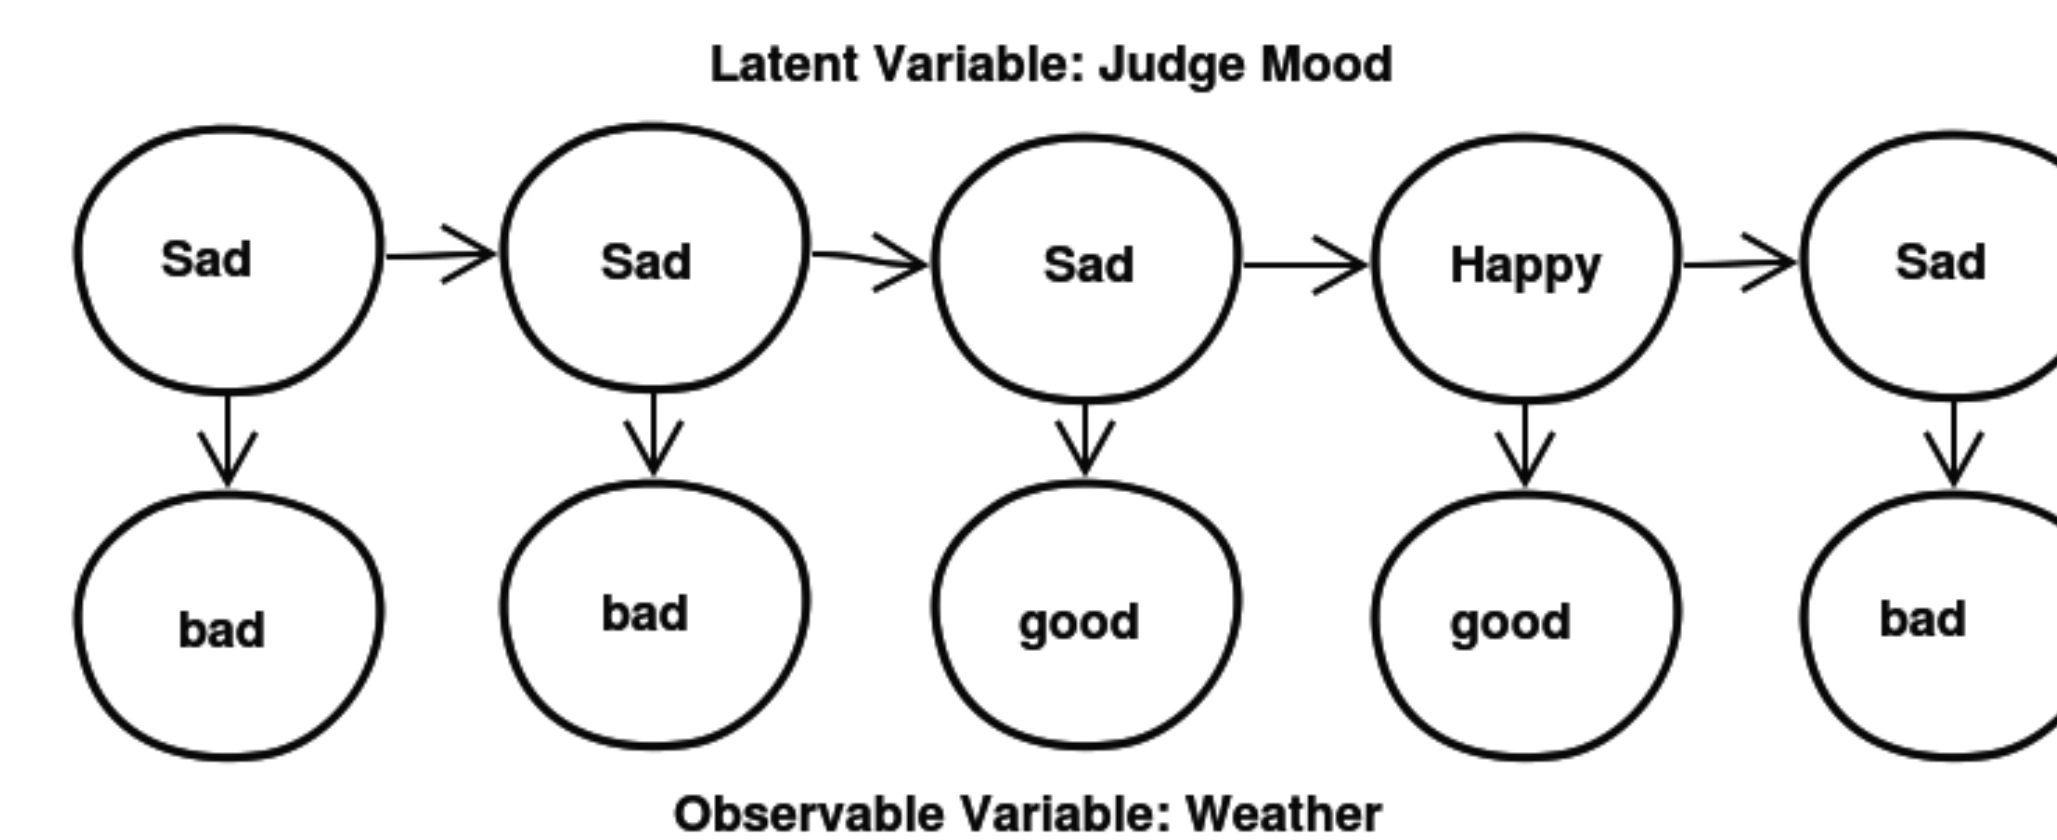 Latent Variable: Judge Mood
Sad Sad Sad Happy Sad
bad bad good good bad
Observable Variable: Weather